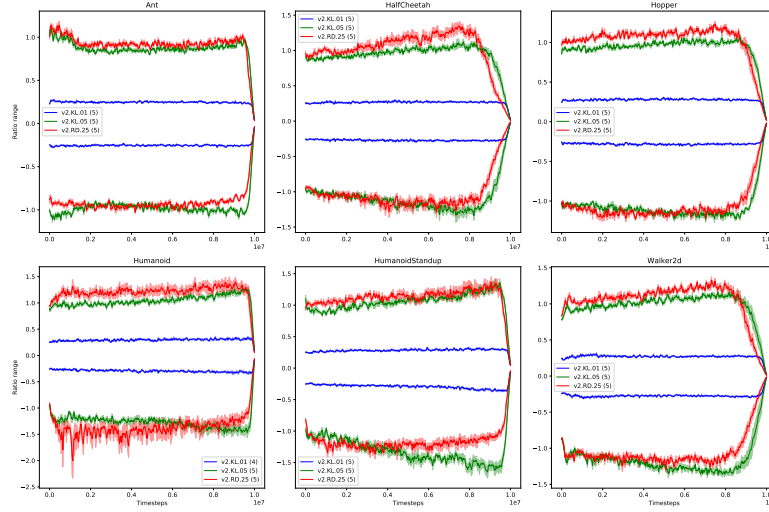 Ant
HalfCheetah
Hopper
Ratio range
1.0
0.5
0.0
−0.5
−1.0
v2.KL.01 (5)
v2.KL.05 (5)
v2.RD.25 (5)
0.0 0.2 0.4 0.6 0.8 1.0
1e7
1.5
1.0
0.5
0.0
−0.5
−1.0
−1.5
v2.KL.01 (5)
v2.KL.05 (5)
v2.RD.25 (5)
0.0 0.2 0.4 0.6 0.8 1.0
1e7
1.0
0.5
0.0
−0.5
−1.0
v2.KL.01 (5)
v2.KL.05 (5)
v2.RD.25 (5)
0.0 0.2 0.4 0.6 0.8 1.0
Humanoid
HumanoidStandup
Walker2d
Ratio range
1.5
1.0
0.5
0.0
−0.5
−1.0
−1.5
−2.0
−2.5
v2.KL.01 (4)
v2.KL.05 (5)
v2.RD.25 (5)
0.0 0.2 0.4 0.6 0.8 1.0
Timesteps
1e7
1.5
1.0
0.5
0.0
−0.5
−1.0
−1.5
v2.KL.01 (5)
v2.KL.05 (5)
v2.RD.25 (5)
0.0 0.2 0.4 0.6 0.8 1.0
Timesteps
1e7
1.5
1.0
0.5
0.0
−0.5
−1.0
−1.5
v2.KL.01 (5)
v2.KL.05 (5)
v2.RD.25 (5)
0.0 0.2 0.4 0.6 0.8 1.0
Timesteps